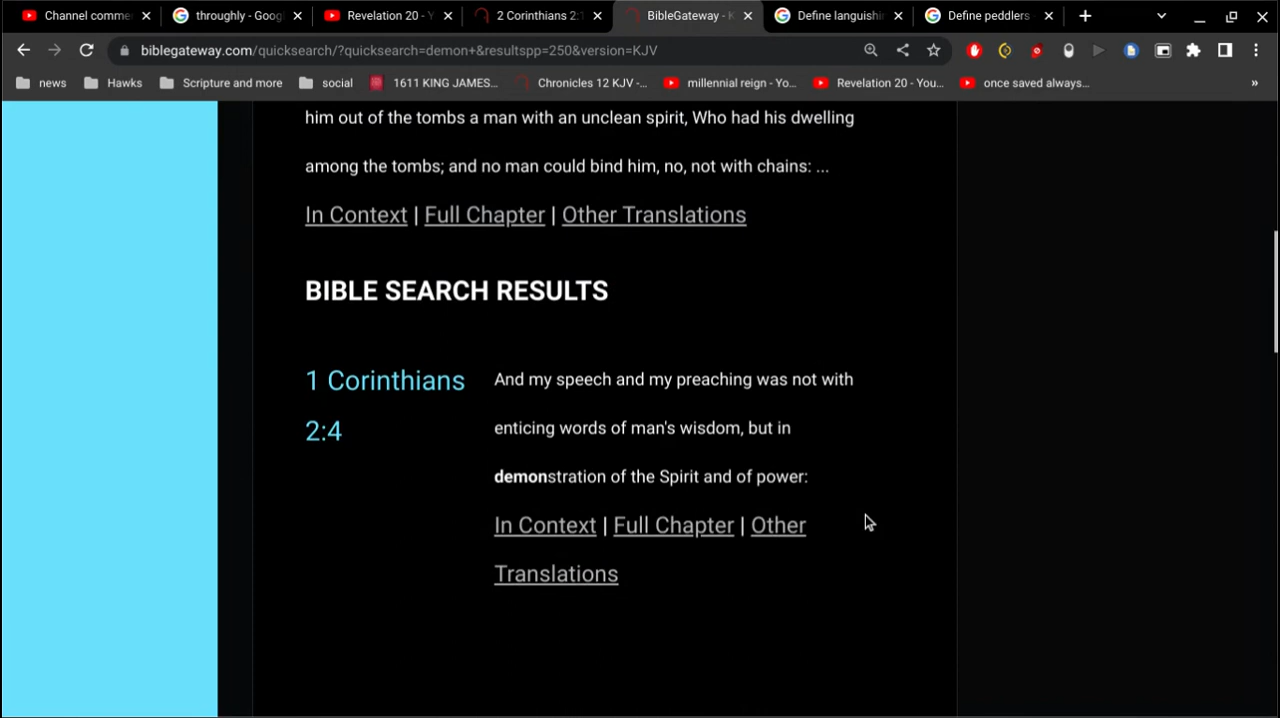 Channel comme
throughly - Goog
Revelation 20 - Y
2 Corinthians 2:1
BibleGateway - K
Define languishin
Define peddlers
biblegateway.com/quicksearch/?quicksearch=demon+&resultspp=250&version=KJV
news
Hawks
Scripture and more
social
1611 KING JAMES...
Chronicles 12 KJV -...
millennial reign - Yo...
Revelation 20 - You...
once saved always...
»
him out of the tombs a man with an unclean spirit, Who had his dwelling
among the tombs; and no man could bind him, no, not with chains: ...
In Context | Full Chapter | Other Translations
BIBLE SEARCH RESULTS
1 Corinthians
2:4
And my speech and my preaching was not with
enticing words of man's wisdom, but in
demonstration of the Spirit and of power:
In Context | Full Chapter | Other
Translations